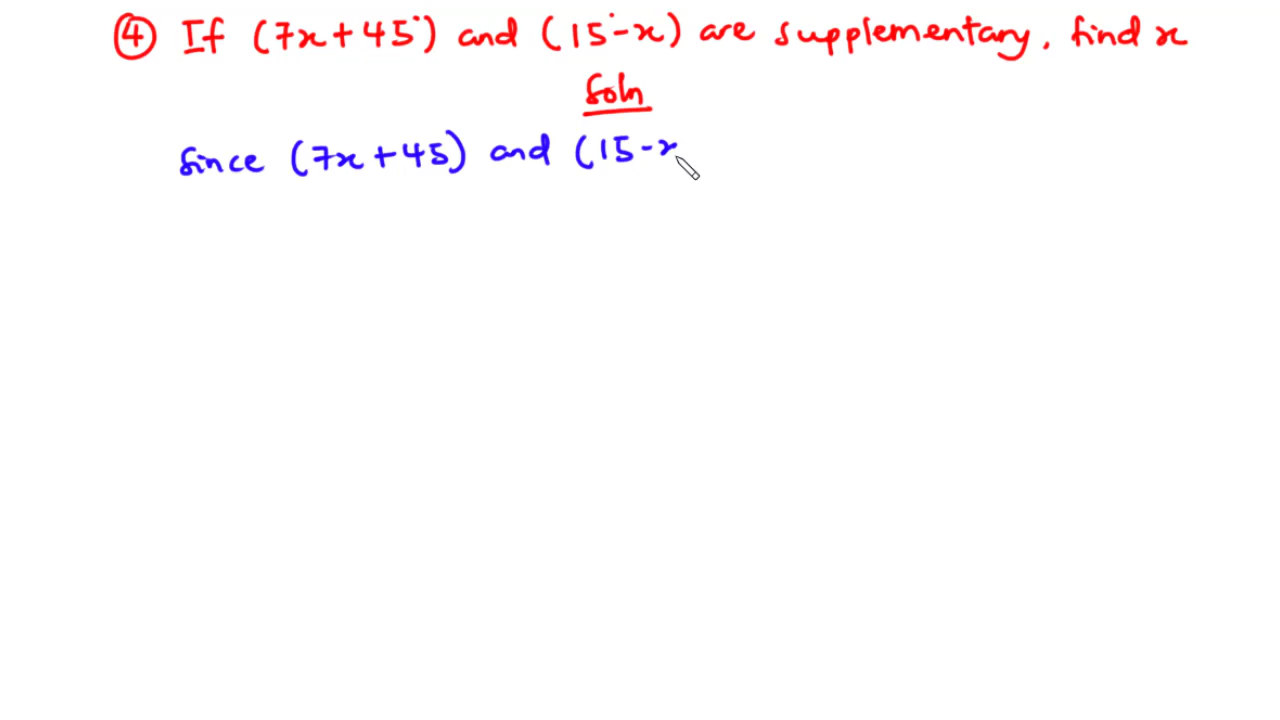 ④ If (7x+45°) and (15°-x) are supplementary, find x
Soln
Since (7x+45) and (15-x